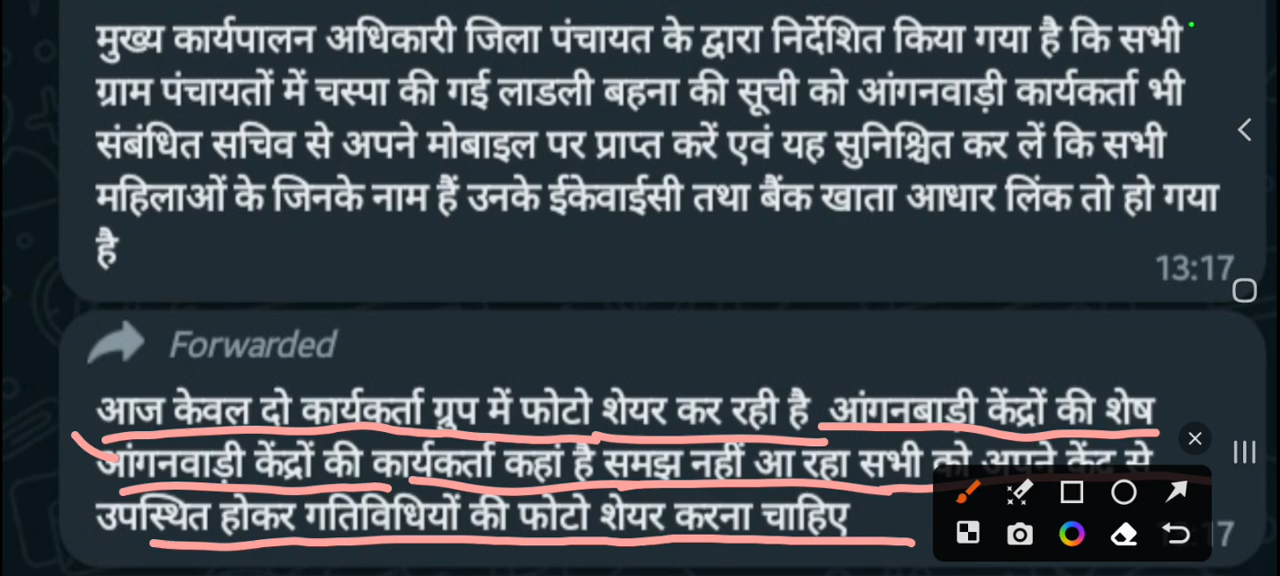 मुख्य कार्यपालन अधिकारी जिला पंचायत के द्वारा निर्देशित किया गया है कि सभी
ग्राम पंचायतों में चस्पा की गई लाडली बहना की सूची को आंगनवाड़ी कार्यकर्ता भी
संबंधित सचिव से अपने मोबाइल पर प्राप्त करें एवं यह सुनिश्चित कर लें कि सभी
महिलाओं के जिनके नाम हैं उनके ईकेवाईसी तथा बैंक खाता आधार लिंक तो हो गया
है
13:17
Forwarded
आज केवल दो कार्यकर्ता ग्रुप में फोटो शेयर कर रही है आंगनबाड़ी केंद्रों की शेष
आंगनवाड़ी केंद्रों की कार्यकर्ता कहां है समझ नहीं आ रहा सभी को अपने केंद्र से
उपस्थित होकर गतिविधियों की फोटो शेयर करना चाहिए